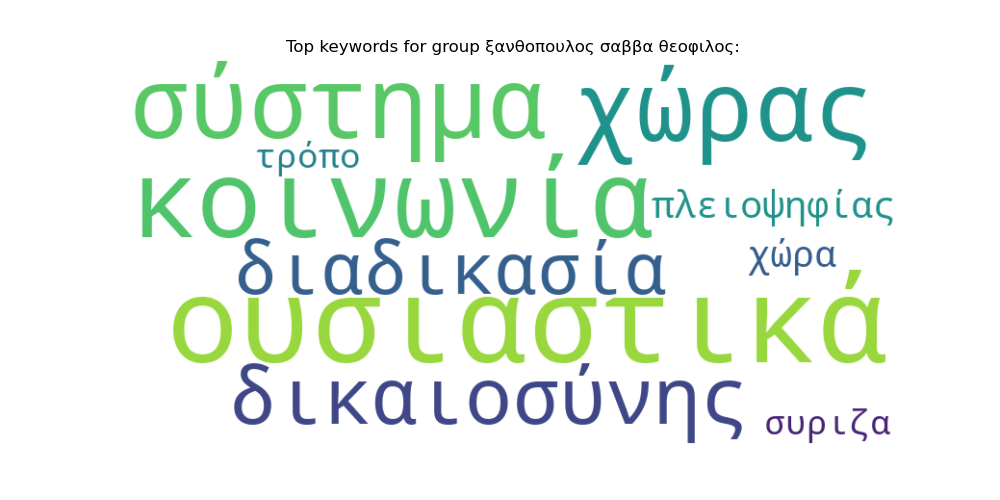 Top keywords for group ξανθοπουλος σαββα θεοφιλος:
σύστημα χώρας
τρόπο
κοινωνία πλειοψηφίας
διαδικασία χώρα
ουσιαστικά
δικαιοσύνης συριζα